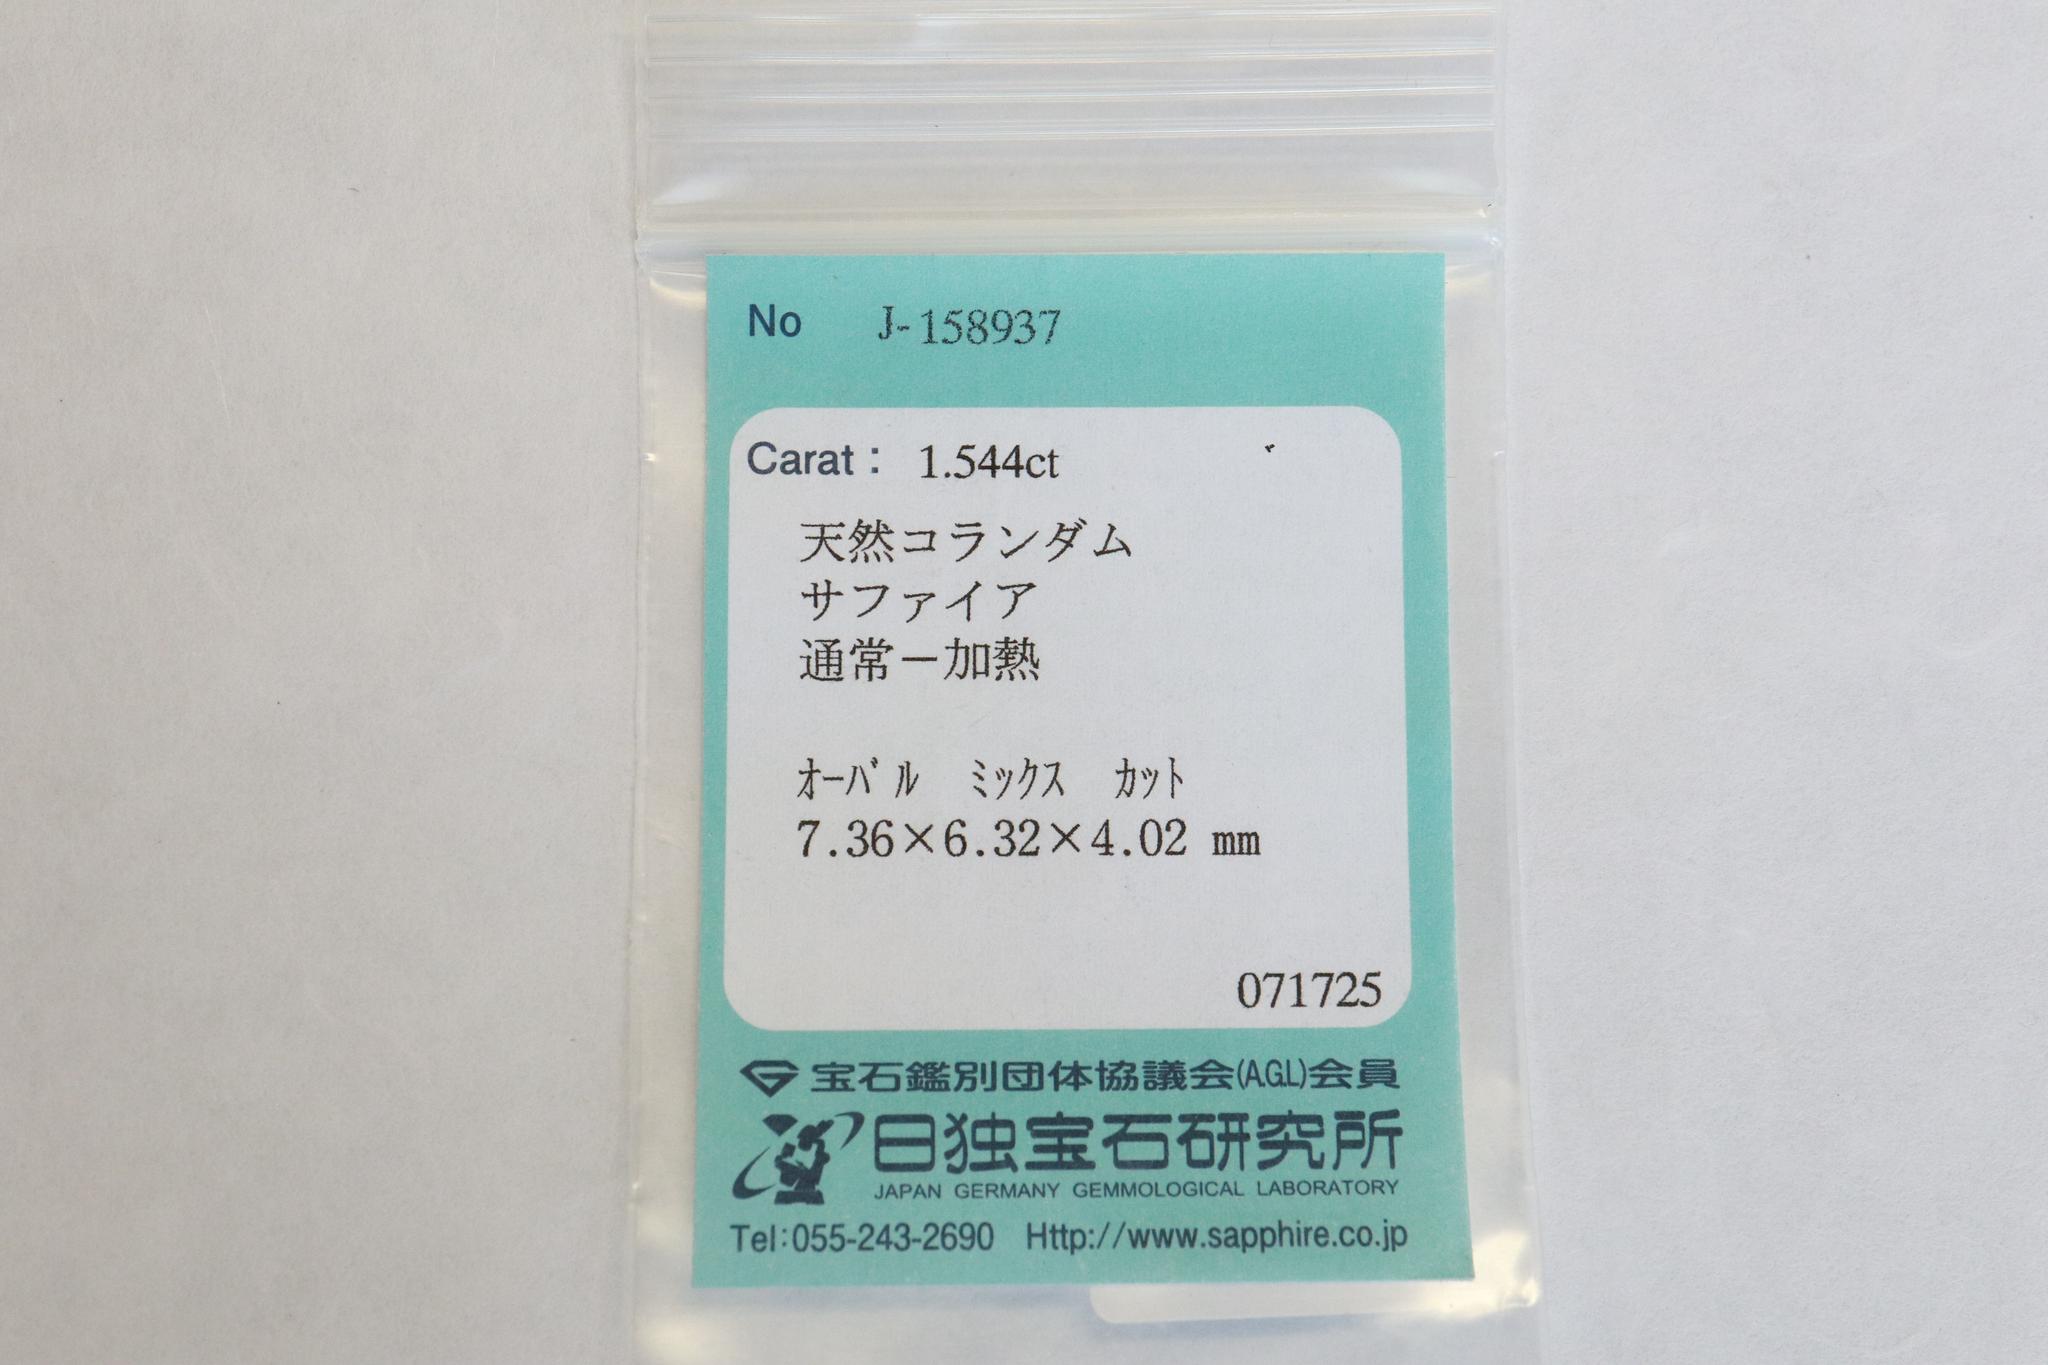 No J-158937
Carat: 1.544ct
天然コランダム
サファイア
通常－加熱
ｵｰﾊﾞﾙ ﾐｯｸｽ ｶｯﾄ
7.36×6.32×4.02 mm
071725
宝石鑑別団体協議会(A.G.L)会員
日独宝石研究所
JAPAN GERMANY GEMMOLOGICAL LABORATORY
Tel:055-243-2690 Http://www.sapphire.co.jp